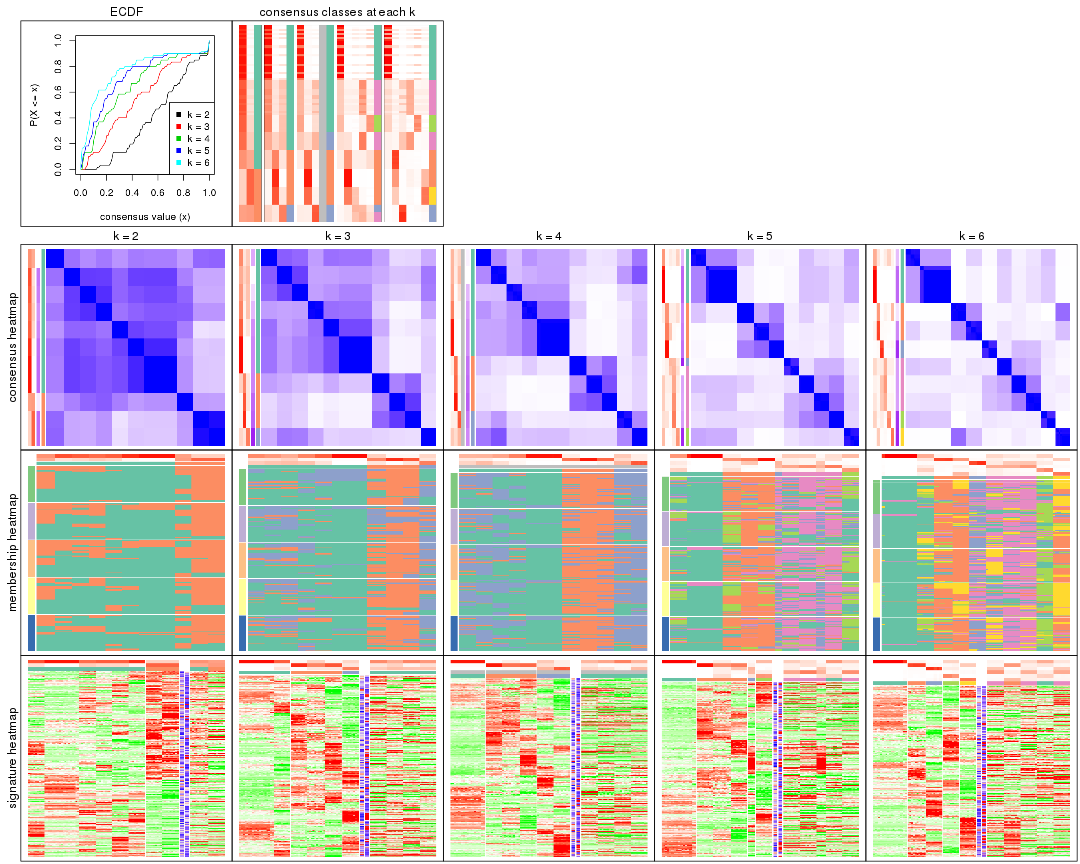 ECDF
consensus classes at each k
P(X <= x)
0.0 0.2 0.4 0.6 0.8 1.0
k = 2
k = 3
k = 4
k = 5
k = 6
0.0 0.2 0.4 0.6 0.8 1.0
consensus value (x)
k = 2
k = 3
k = 4
k = 5
k = 6
consensus heatmap
membership heatmap
signature heatmap